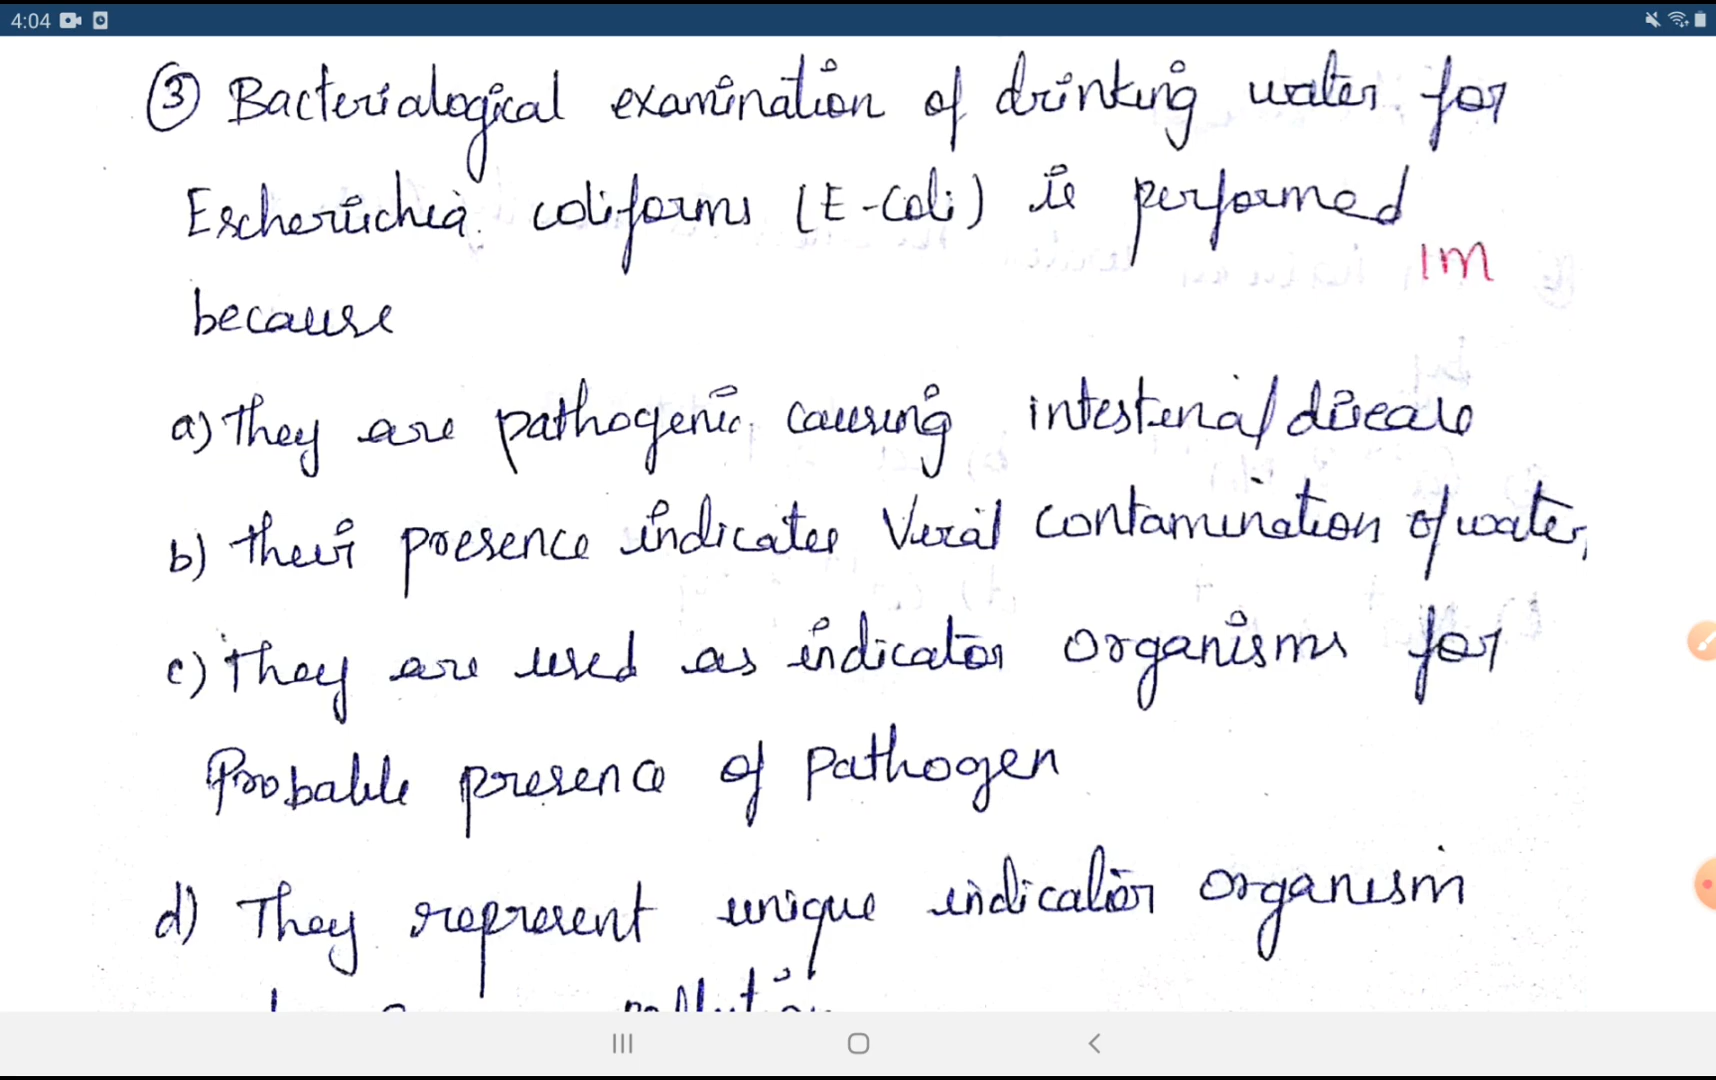 4:04
③ Bacterialogical examination of drinking water for
Escherichia coliforms (E-Coli) is performed
1M
because
a) They are pathogenic causing intestinal disease
b) their presence indicates Viral contamination of water,
c) They are used as indicator organisms for
Probable presence of pathogen
d) They represent unique indicator organism
pollution